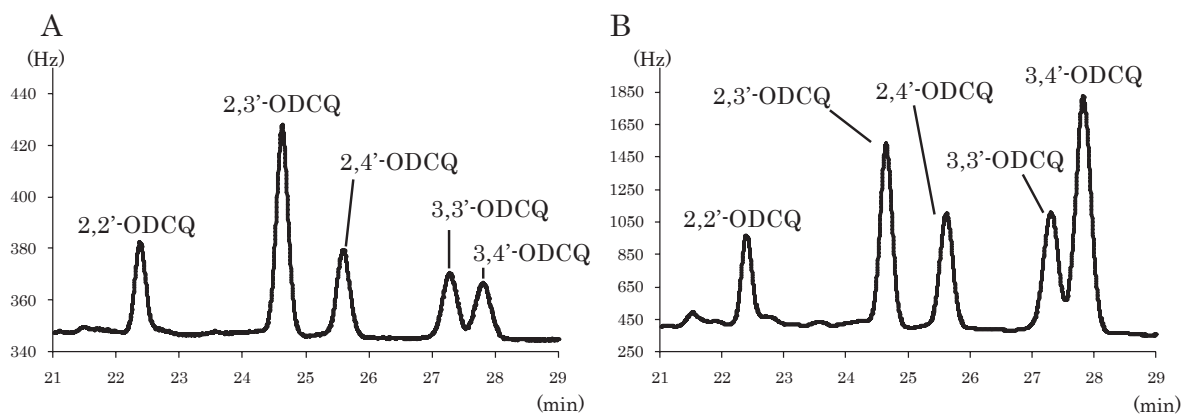 A
(Hz)
440
420
400
380
360
340
2,2’-ODCQ
2,3’-ODCQ
2,4’-ODCQ
3,3’-ODCQ
3,4’-ODCQ
21 22 23 24 25 26 27 28 29
(min)
B
(Hz)
1850
1650
1450
1250
1050
850
650
450
250
2,2’-ODCQ
2,3’-ODCQ
2,4’-ODCQ
3,3’-ODCQ
3,4’-ODCQ
21 22 23 24 25 26 27 28 29
(min)